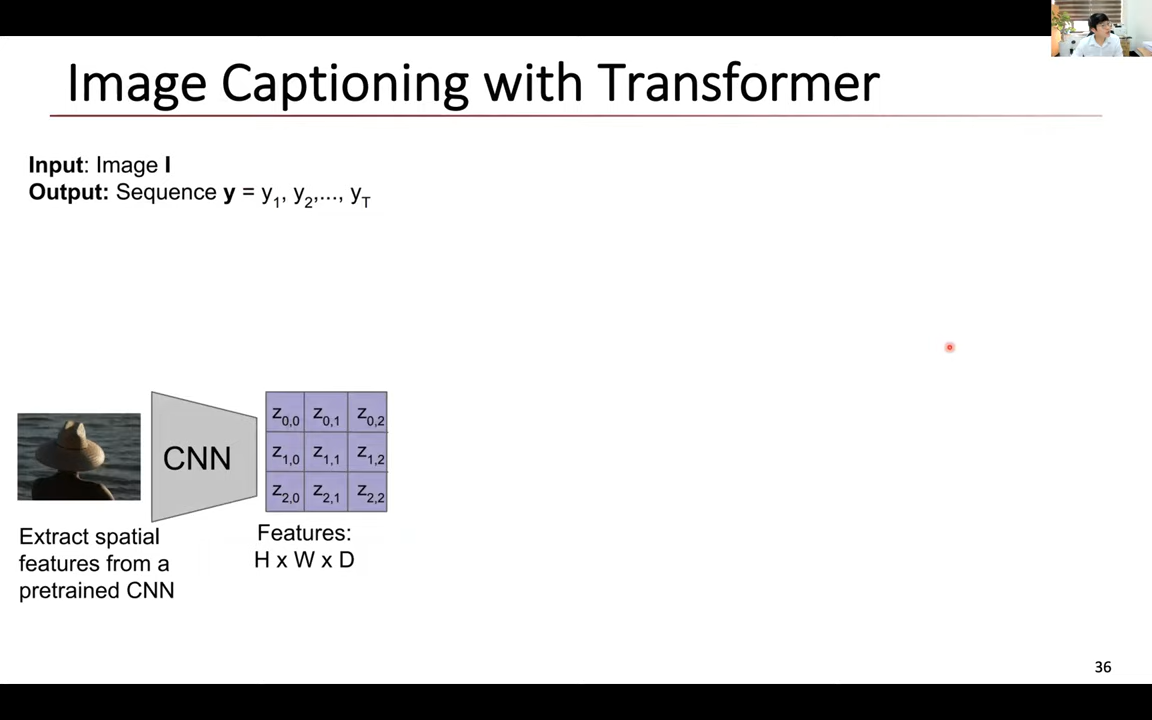 Image Captioning with Transformer
Input: Image I
Output: Sequence y = y1, y2,..., yT
CNN
z0,0 z0,1 z0,2
z1,0 z1,1 z1,2
z2,0 z2,1 z2,2
Extract spatial
features from a
pretrained CNN
Features:
H x W x D
36